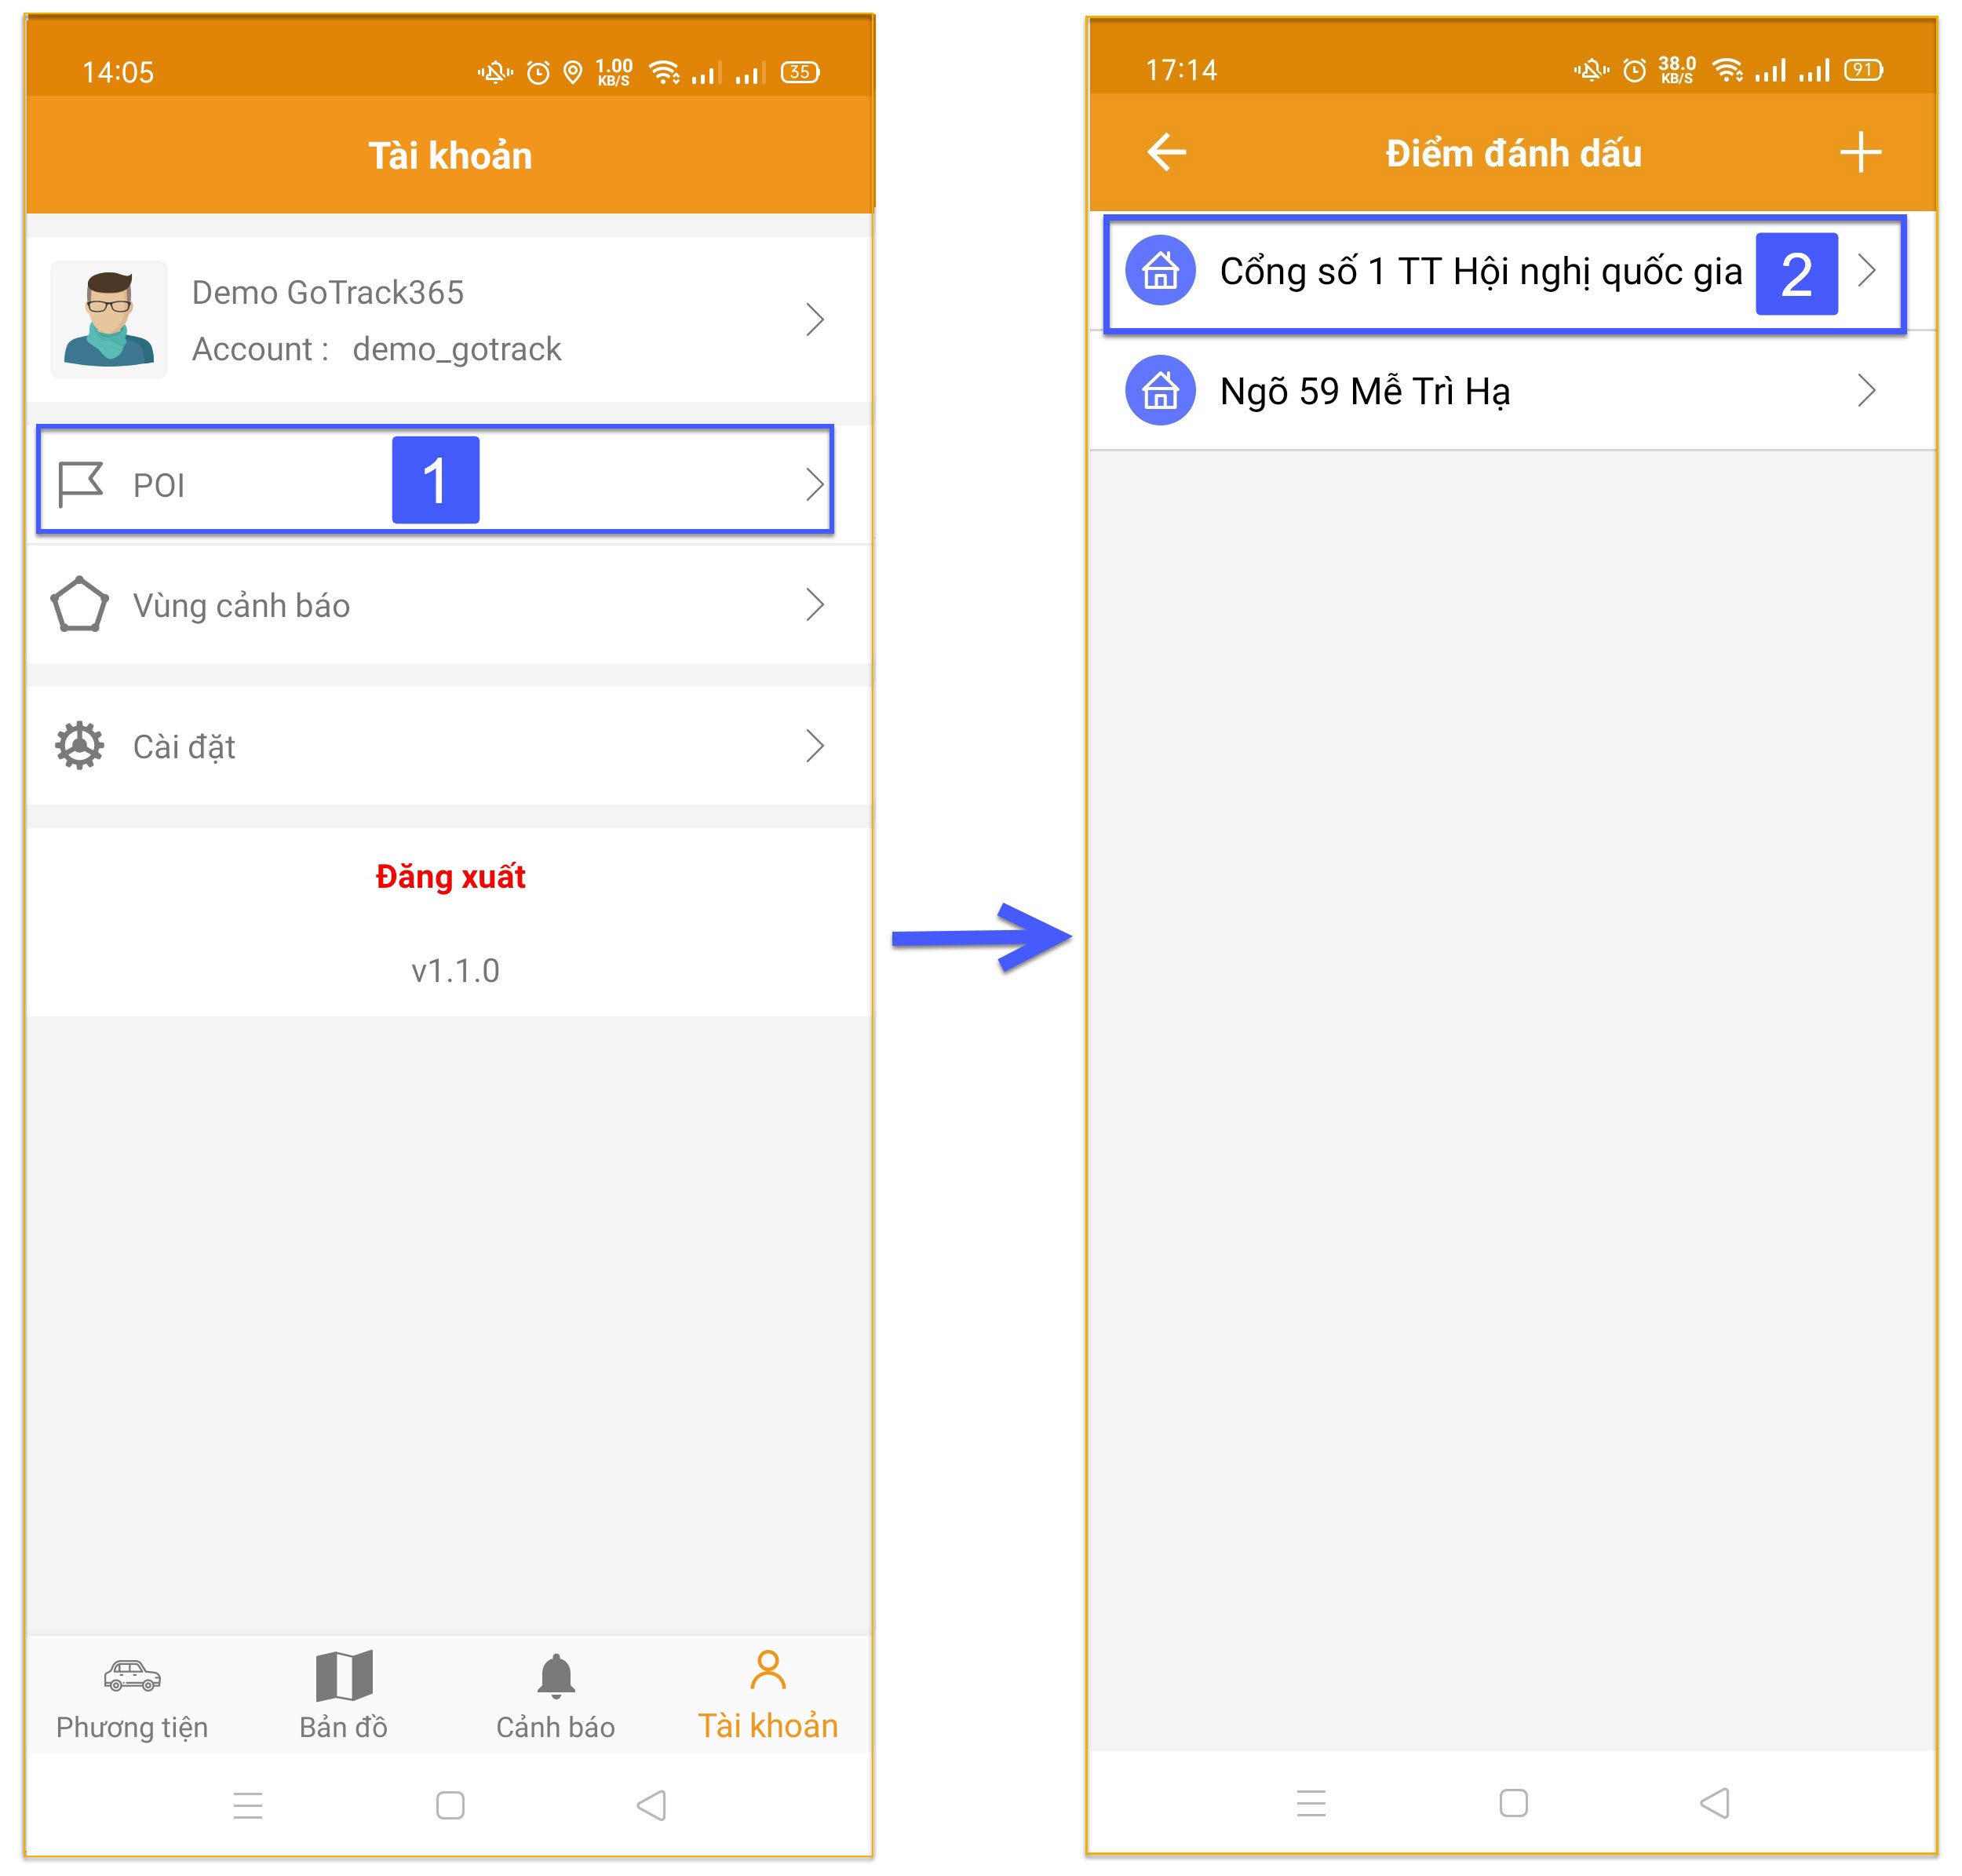 14:05
1.00
KB/S
35
Tài khoản
Demo GoTrack365
Account : demo_gotrack
POI
1
Vùng cảnh báo
Cài đặt
Đăng xuất
v1.1.0
Phương tiện
Bản đồ
Cảnh báo
Tài khoản
17:14
38.0
KB/S
91
Điểm đánh dấu
Cổng số 1 TT Hội nghị quốc gia
2
Ngõ 59 Mễ Trì Hạ